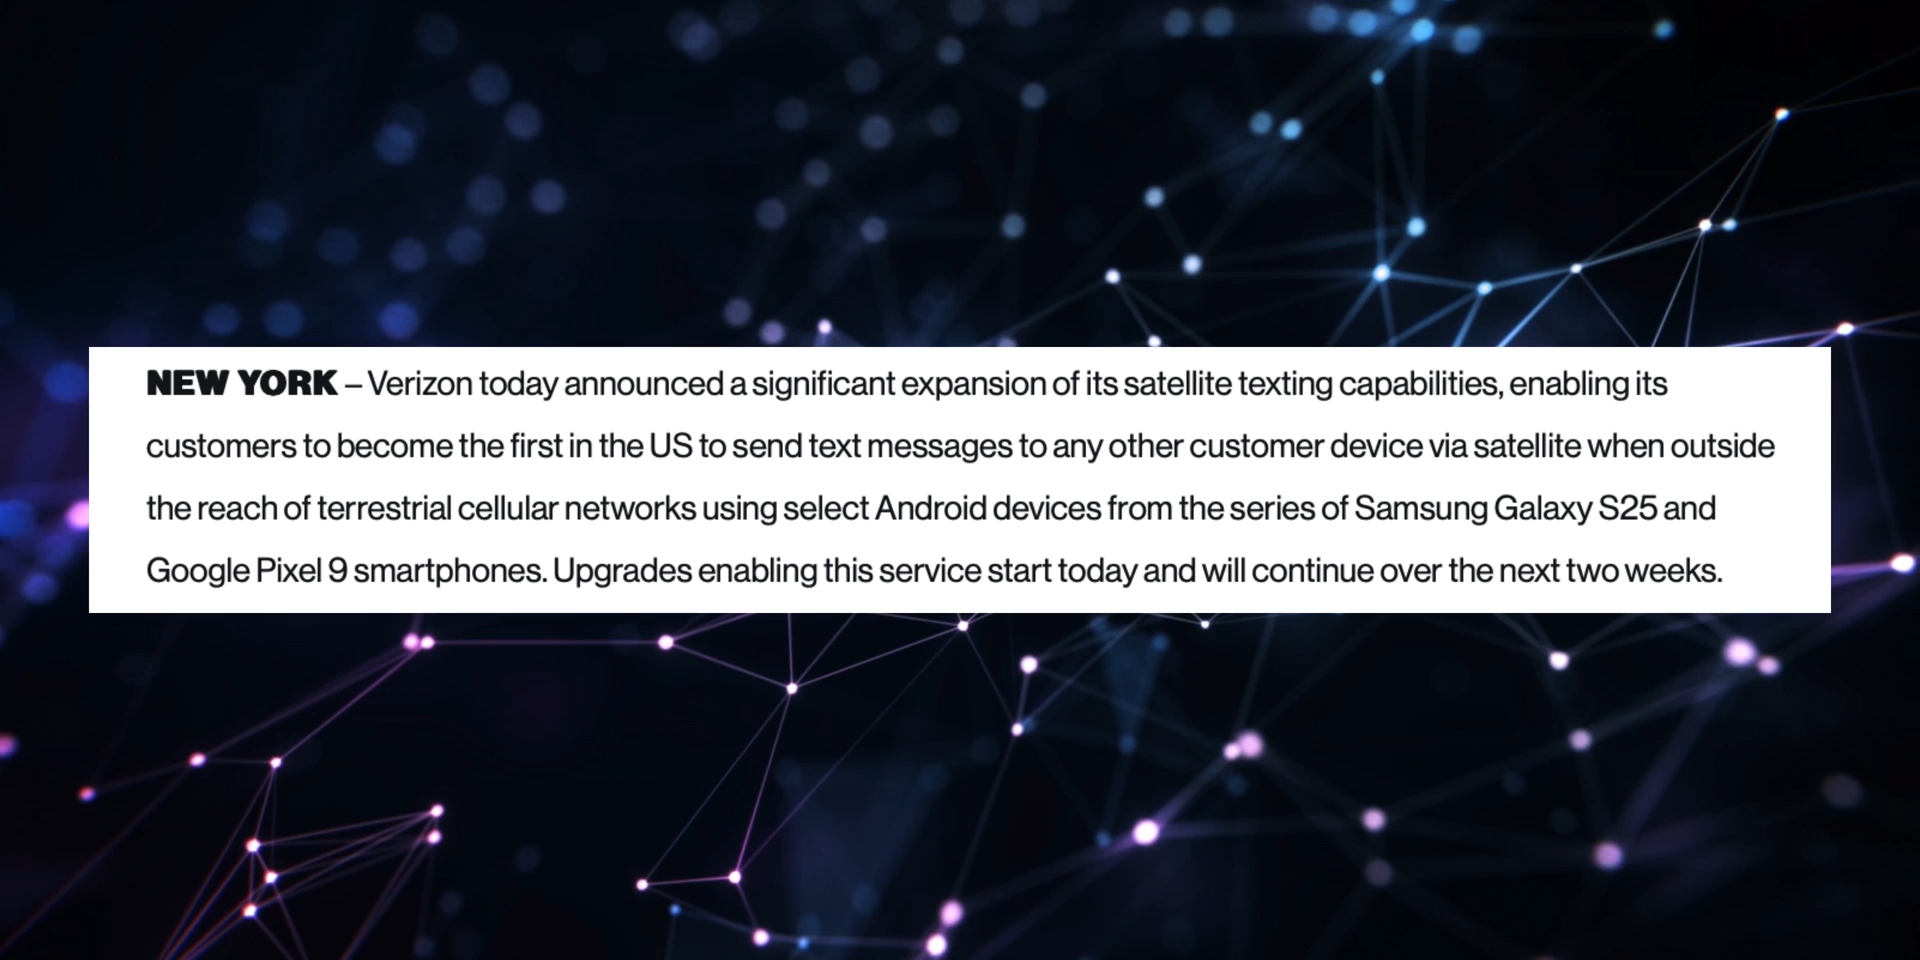 NEW YORK – Verizon today announced a significant expansion of its satellite texting capabilities, enabling its
customers to become the first in the US to send text messages to any other customer device via satellite when outside
the reach of terrestrial cellular networks using select Android devices from the series of Samsung Galaxy S25 and
Google Pixel 9 smartphones. Upgrades enabling this service start today and will continue over the next two weeks.